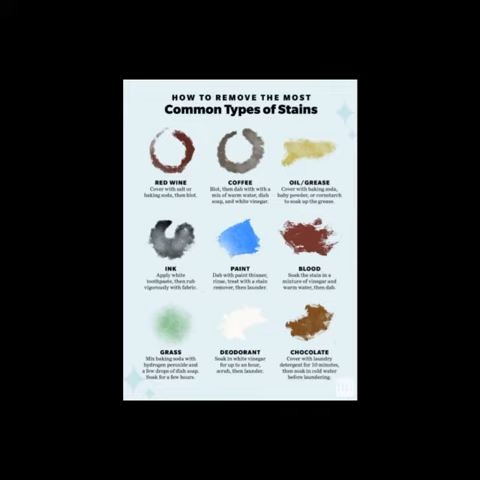 HOW TO REMOVE THE MOST
Common Types of Stains
RED WINE
Cover with salt or
baking soda, then blot.
COFFEE
Blot, then dab with with a
mix of warm water, dish
soap, and white vinegar.
OIL/GREASE
Cover with baking soda,
baby powder, or cornstarch
to soak up the grease.
INK
Apply white
toothpaste, then rub
vigorously with fabric.
PAINT
Dab with paint thinner,
rinse, treat with a stain
remover, then launder.
BLOOD
Soak the stain in a
mixture of vinegar and
warm water, then dab.
GRASS
Mix baking soda with
hydrogen peroxide and
a few drops of dish soap.
Soak for a few hours.
DEODORANT
Soak in white vinegar
for up to an hour,
scrub, then launder.
CHOCOLATE
Cover with laundry
detergent for 10 minutes,
then soak in cold water
before laundering.